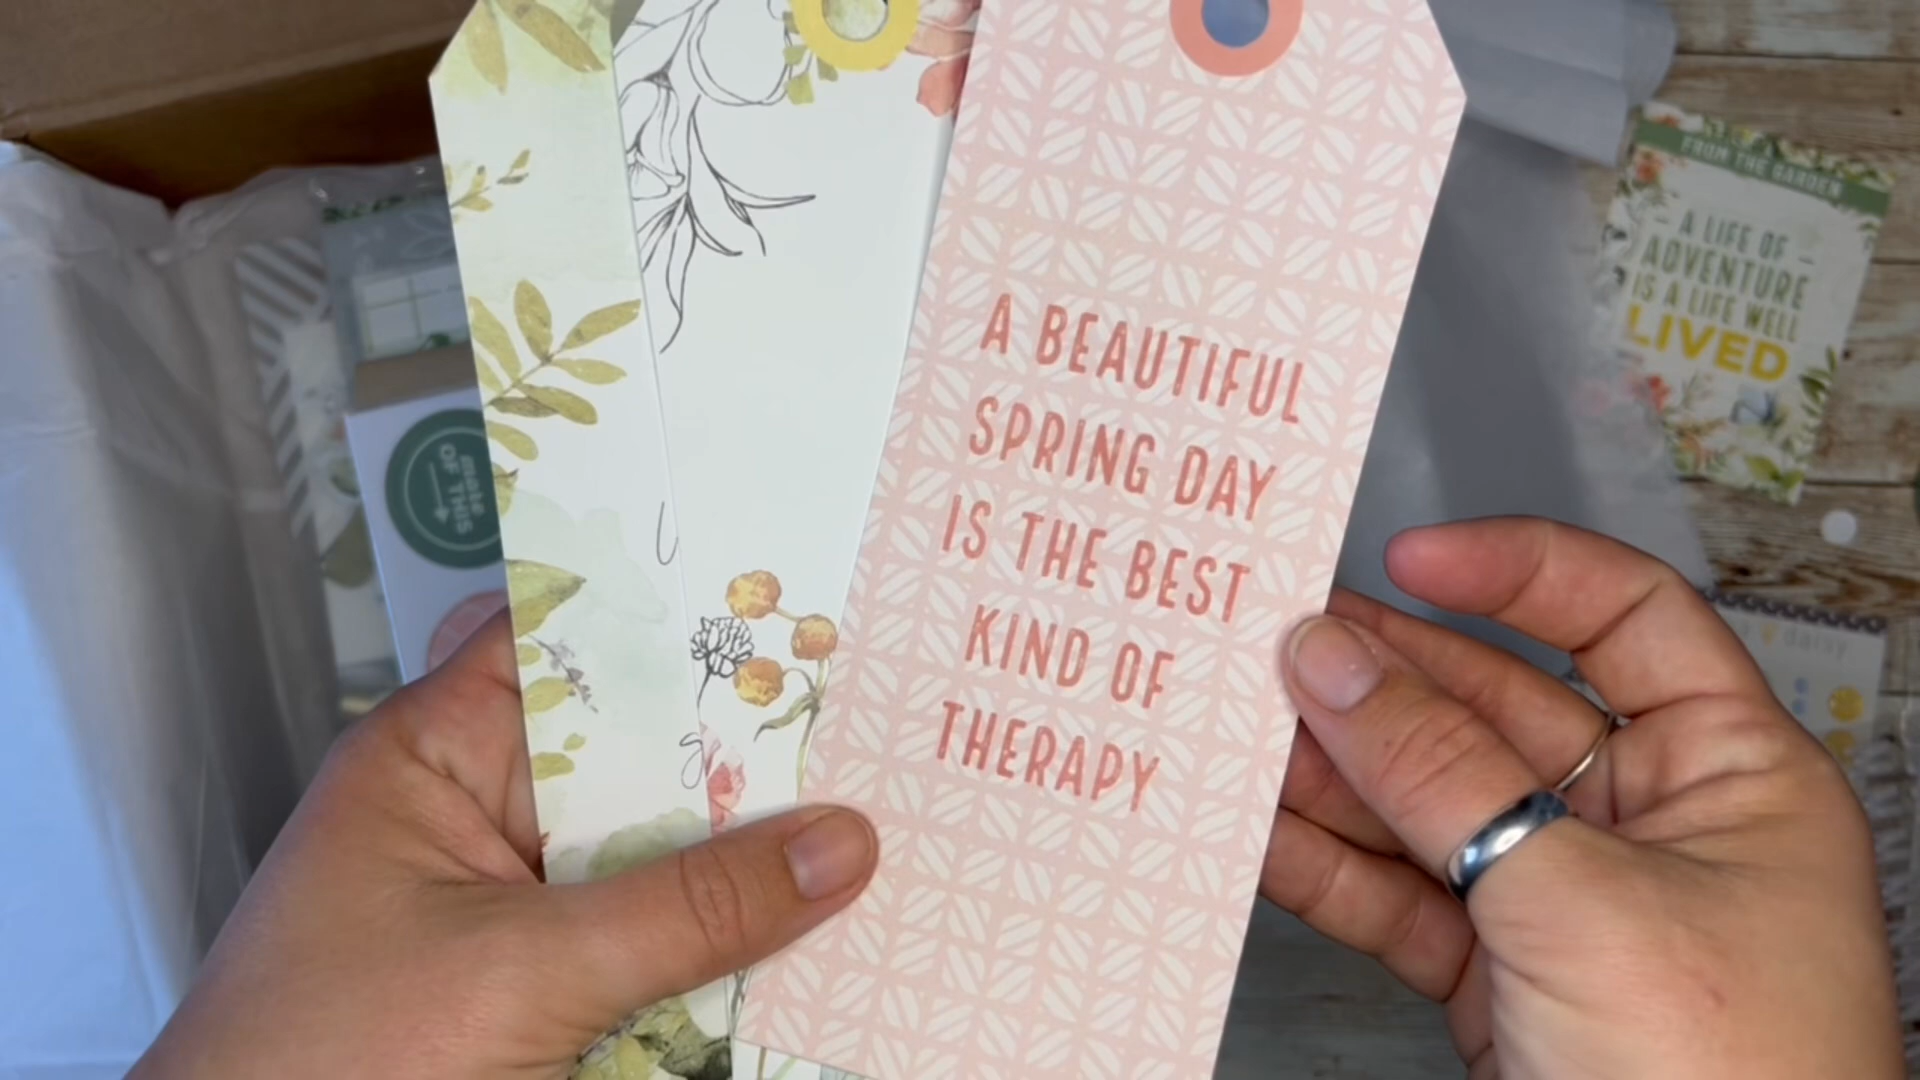 A BEAUTIFUL
SPRING DAY
IS THE BEST
KIND OF
THERAPY
FROM THE GARDEN
A LIFE OF
ADVENTURE
IS A LIFE WELL
LIVED
make
OF THIS
daisy